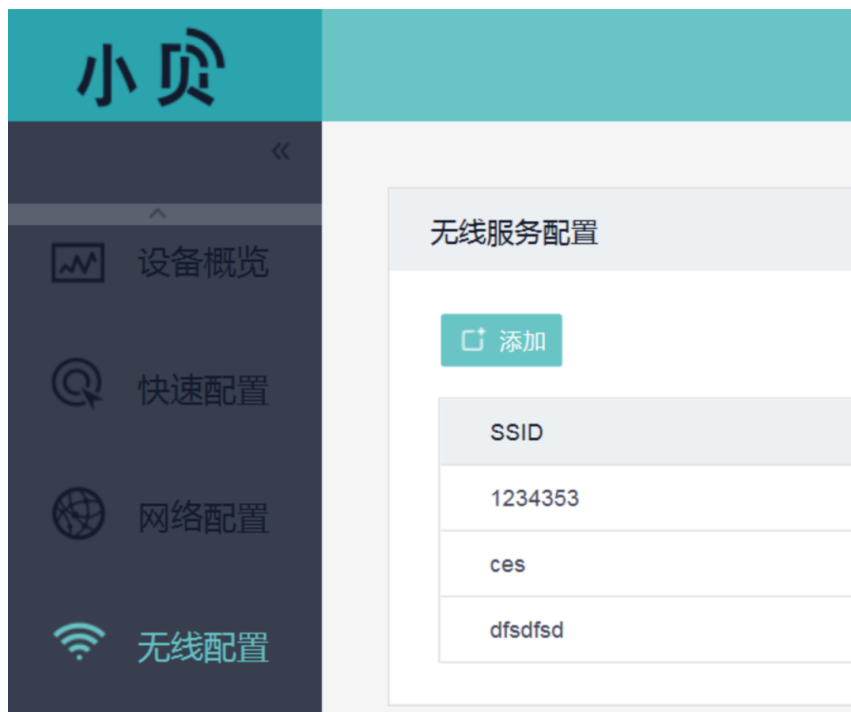 小贝
«
无线服务配置
设备概览
添加
快速配置
SSID
1234353
网络配置
ces
dfsdfsd
无线配置